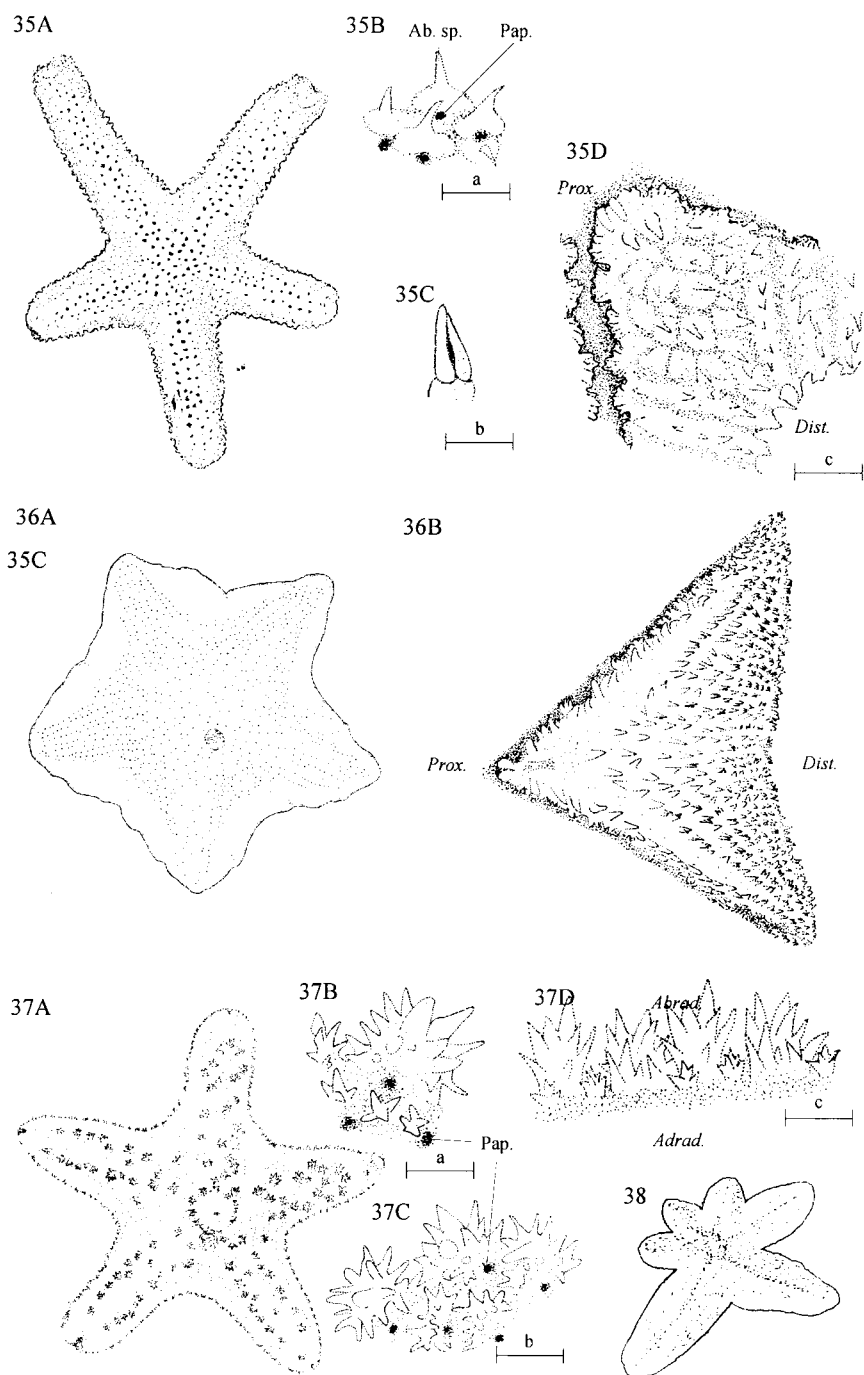 35A
35B
Ab. sp.
Pap.
a
35D
Prox.
35C
b
Dist.
c
36A
35C
36B
Prox.
Dist.
37A
37B
37D
Abrad.
a
Pap.
c
Adrad.
37C
38
b